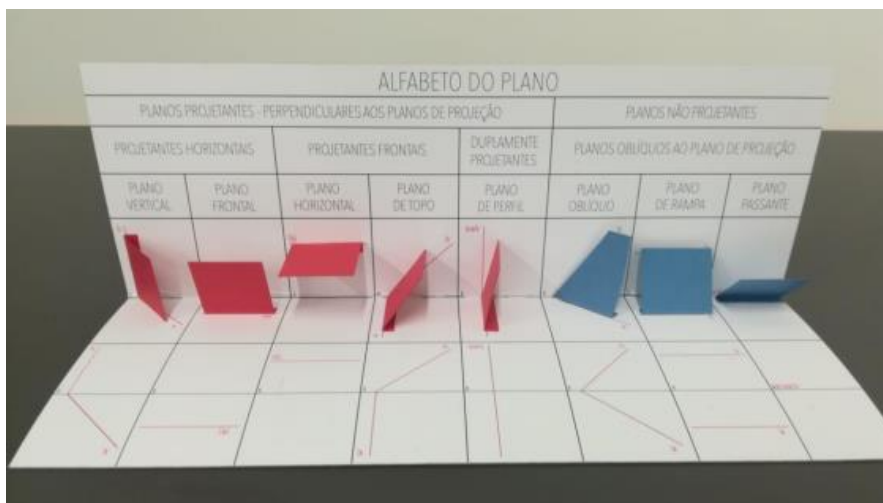 ALFABETO DO PLANO
PLANOS PROJETANTES - PERPENDICULARES AOS PLANOS DE PROJEÇÃO
PLANOS NÃO PROJETANTES
PROJETANTES HORIZONTAIS
PROJETANTES FRONTAIS
DUPLAMENTE
PROJETANTES
PLANOS OBLÍQUOS AO PLANO DE PROJEÇÃO
PLANO
VERTICAL
PLANO
FRONTAL
PLANO
HORIZONTAL
PLANO
DE TOPO
PLANO
DE PERFIL
PLANO
OBLÍQUO
PLANO
DE RAMPA
PLANO
PASSANTE